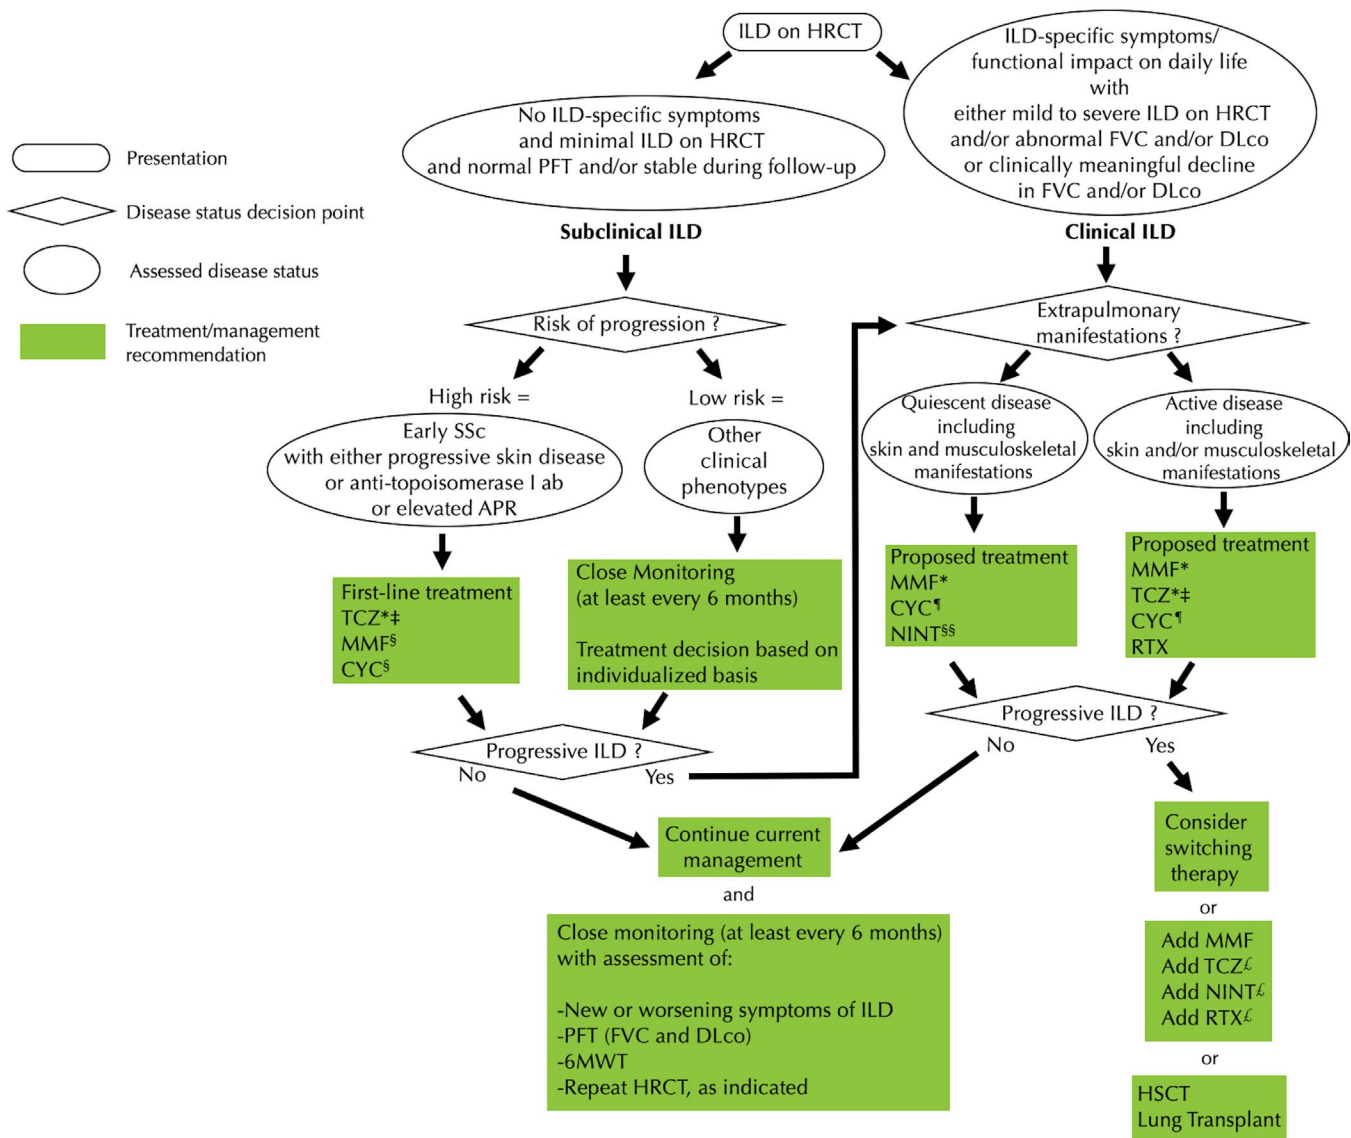 ILD on HRCT
No ILD-specific symptoms
and minimal ILD on HRCT
and normal PFT and/or stable during follow-up
ILD-specific symptoms/
functional impact on daily life
with
either mild to severe ILD on HRCT
and/or abnormal FVC and/or DLco
or clinically meaningful decline
in FVC and/or DLco
Presentation
Disease status decision point
Assessed disease status
Treatment/management
recommendation
Subclinical ILD
Clinical ILD
Risk of progression ?
Extrapulmonary
manifestations ?
High risk =
Low risk =
Early SSc
with either progressive skin disease
or anti-topoisomerase I ab
or elevated APR
Other
clinical
phenotypes
Quiescent disease
including
skin and musculoskeletal
manifestations
Active disease
including
skin and/or musculoskeletal
manifestations
First-line treatment
TCZ*‡
MMF§
CYC§
Close Monitoring
(at least every 6 months)
Treatment decision based on
individualized basis
Proposed treatment
MMF*
CYC¶
NINT§§
Proposed treatment
MMF*
TCZ*‡
CYC¶
RTX
Progressive ILD ?
No
Yes
Progressive ILD ?
No
Yes
Continue current
management
and
Close monitoring (at least every 6 months)
with assessment of:
-New or worsening symptoms of ILD
-PFT (FVC and DLco)
-6MWT
-Repeat HRCT, as indicated
Consider
switching
therapy
or
Add MMF
Add TCZ£
Add NINT£
Add RTX£
or
HSCT
Lung Transplant